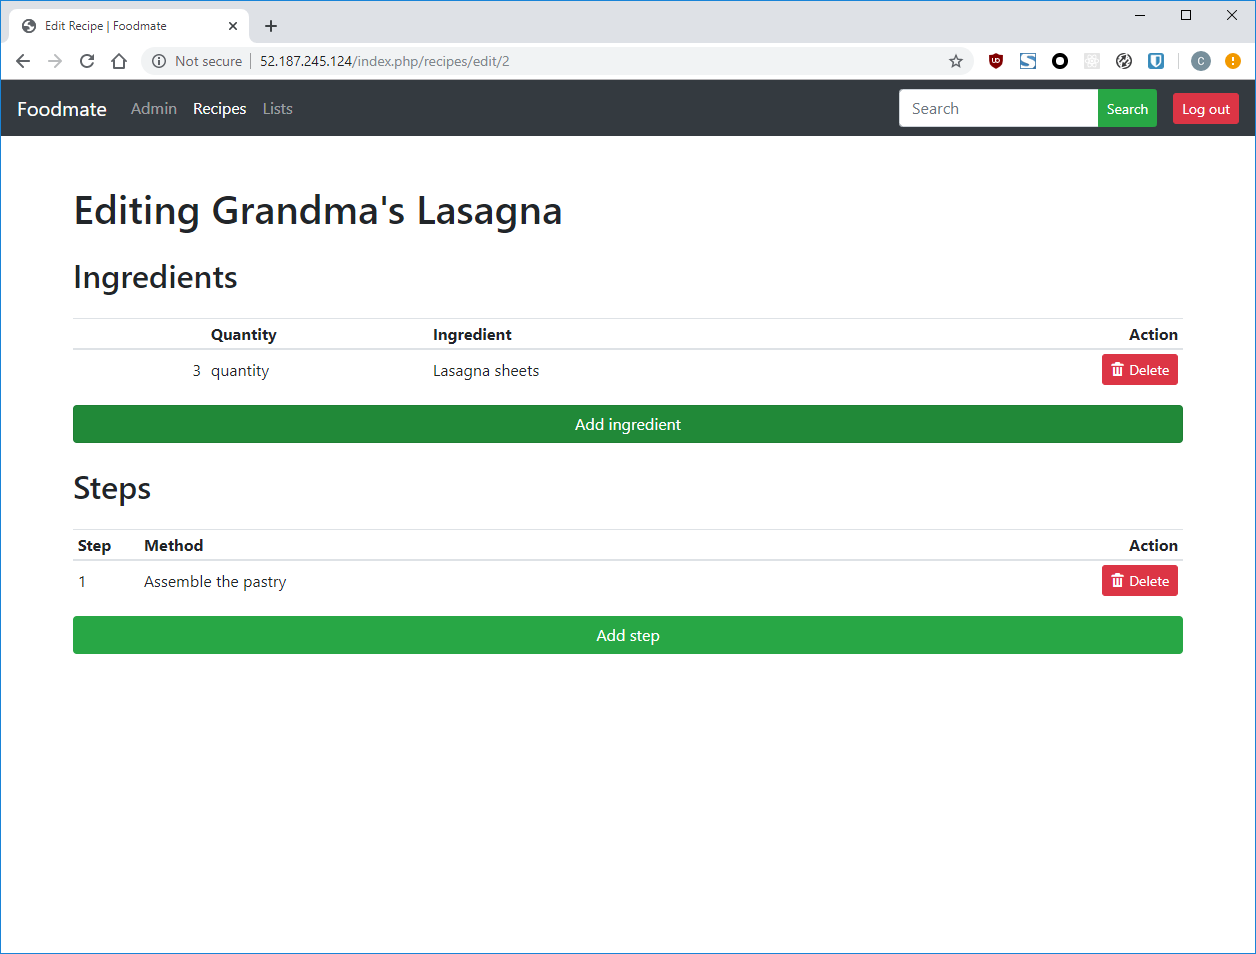 Edit Recipe | Foodmate
Not secure | 52.187.245.124/index.php/recipes/edit/2
Foodmate Admin Recipes Lists Search Search Log out
Editing Grandma's Lasagna
Ingredients
Quantity Ingredient Action
3 quantity Lasagna sheets Delete
Add ingredient
Steps
Step Method Action
1 Assemble the pastry Delete
Add step